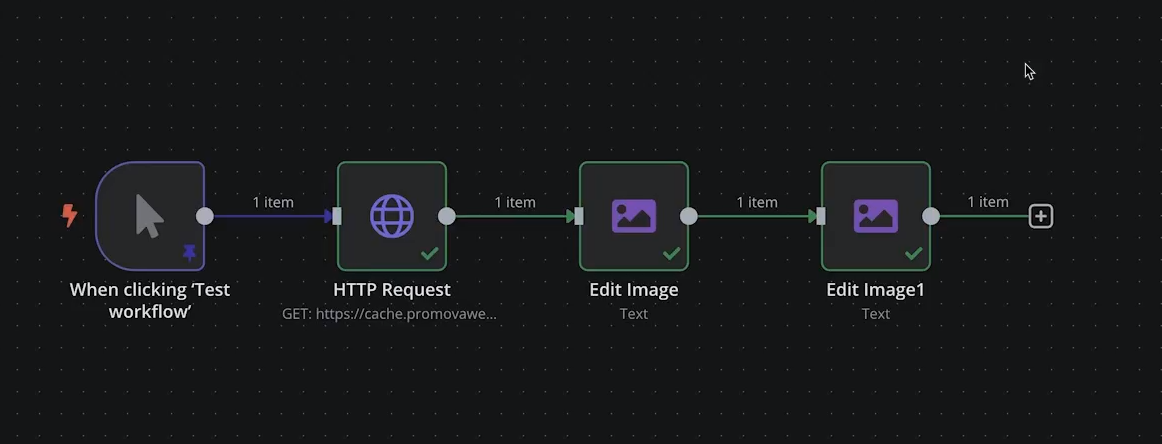 1 item
1 item
1 item
1 item
When clicking ‘Test
workflow’
HTTP Request
GET: https://cache.promovawe...
Edit Image
Text
Edit Image1
Text